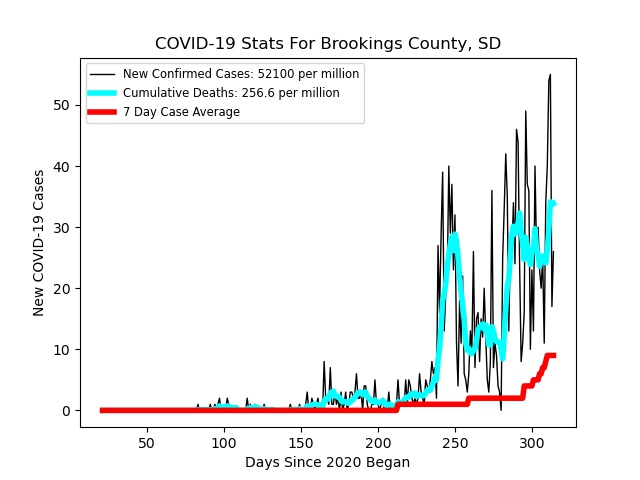 COVID-19 Stats For Brookings County, SD
New Confirmed Cases: 52100 per million
Cumulative Deaths: 256.6 per million
7 Day Case Average
New COVID-19 Cases
50
40
30
20
10
0
50 100 150 200 250 300
Days Since 2020 Began